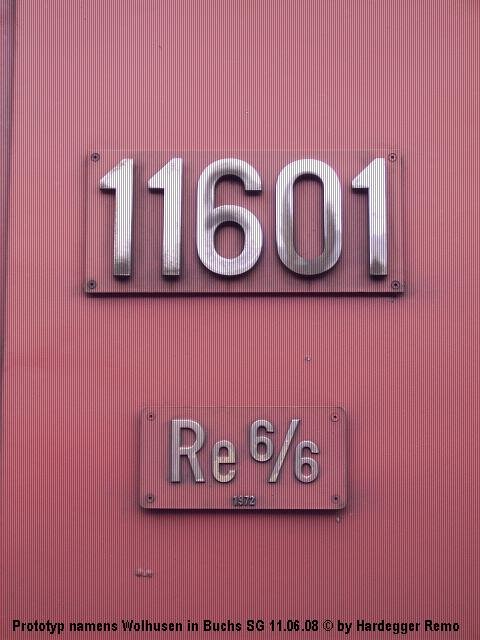 11601
Re 6/6
1972
Prototyp namens Wolhusen in Buchs SG 11.06.08 © by Hardegger Remo